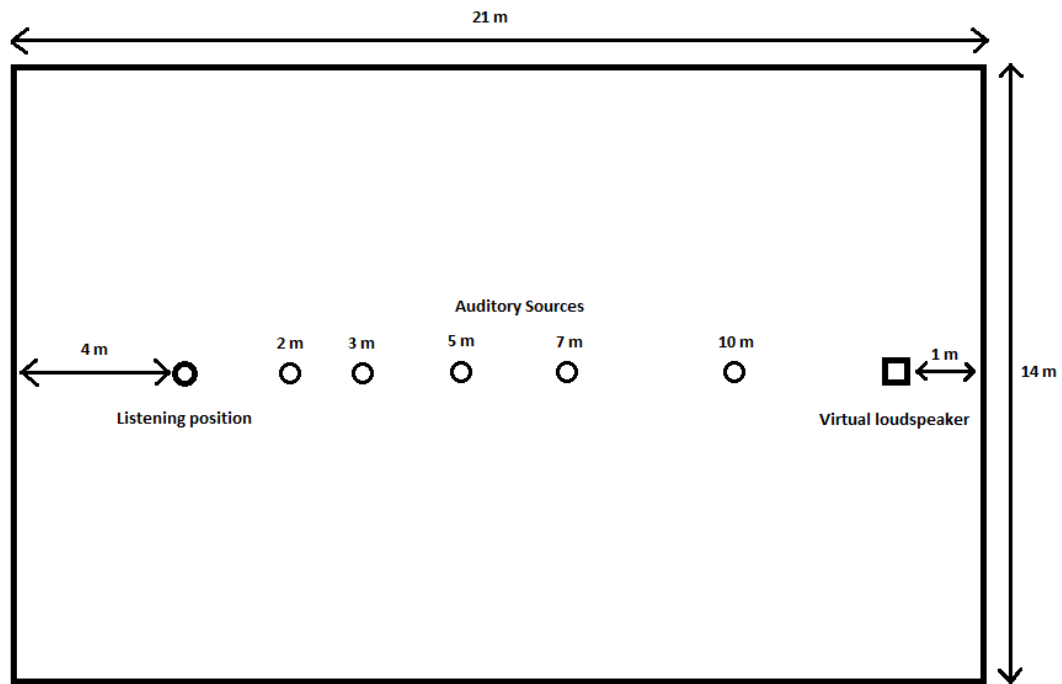 21 m
Auditory Sources
4 m
2 m
3 m
5 m
7 m
10 m
1 m
14 m
Listening position
Virtual loudspeaker